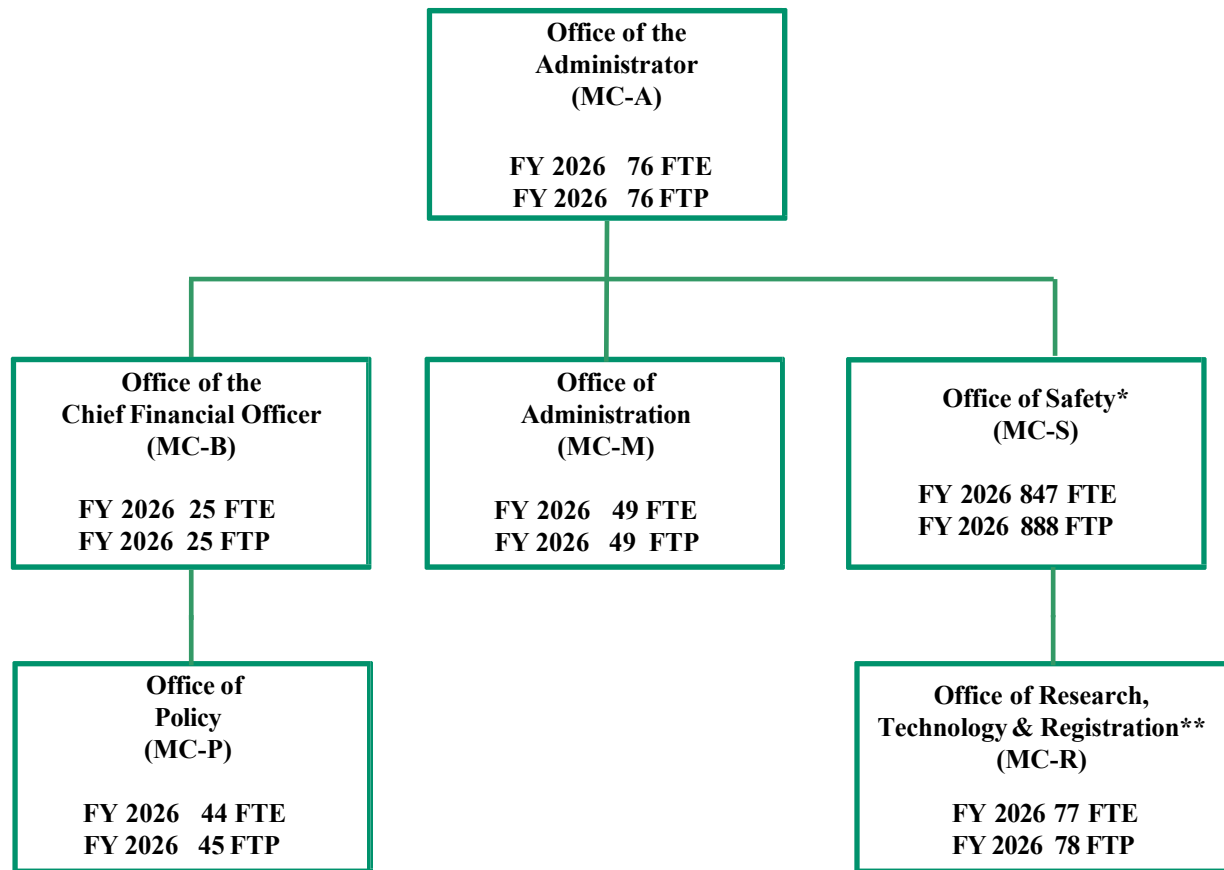 Office of the
Administrator
(MC-A)
FY 2026 76 FTE
FY 2026 76 FTP
Office of the
Chief Financial Officer
(MC-B)
FY 2026 25 FTE
FY 2026 25 FTP
Office of
Administration
(MC-M)
FY 2026 49 FTE
FY 2026 49 FTP
Office of Safety*
(MC-S)
FY 2026 847 FTE
FY 2026 888 FTP
Office of
Policy
(MC-P)
FY 2026 44 FTE
FY 2026 45 FTP
Office of Research,
Technology & Registration**
(MC-R)
FY 2026 77 FTE
FY 2026 78 FTP